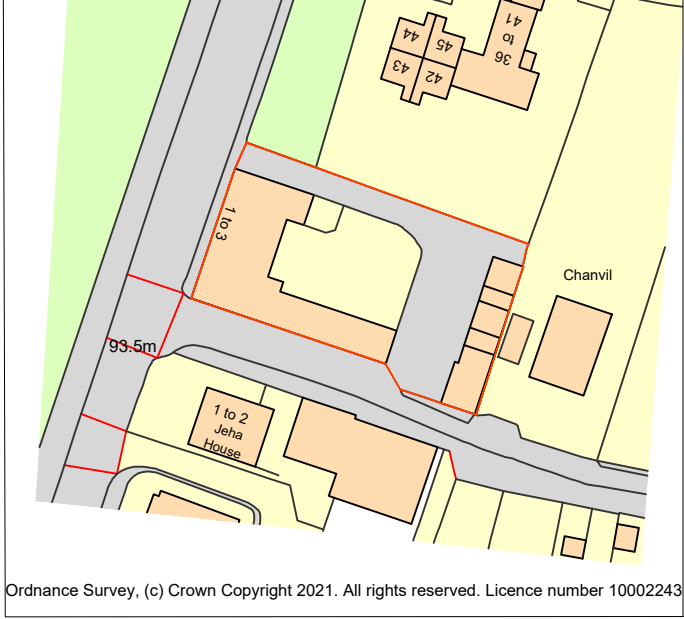 41
to
36
44
45
43
42
1 to 3
Chanvil
93.5m
1 to 2
Jeha
House
Ordnance Survey, (c) Crown Copyright 2021. All rights reserved. Licence number 10002243